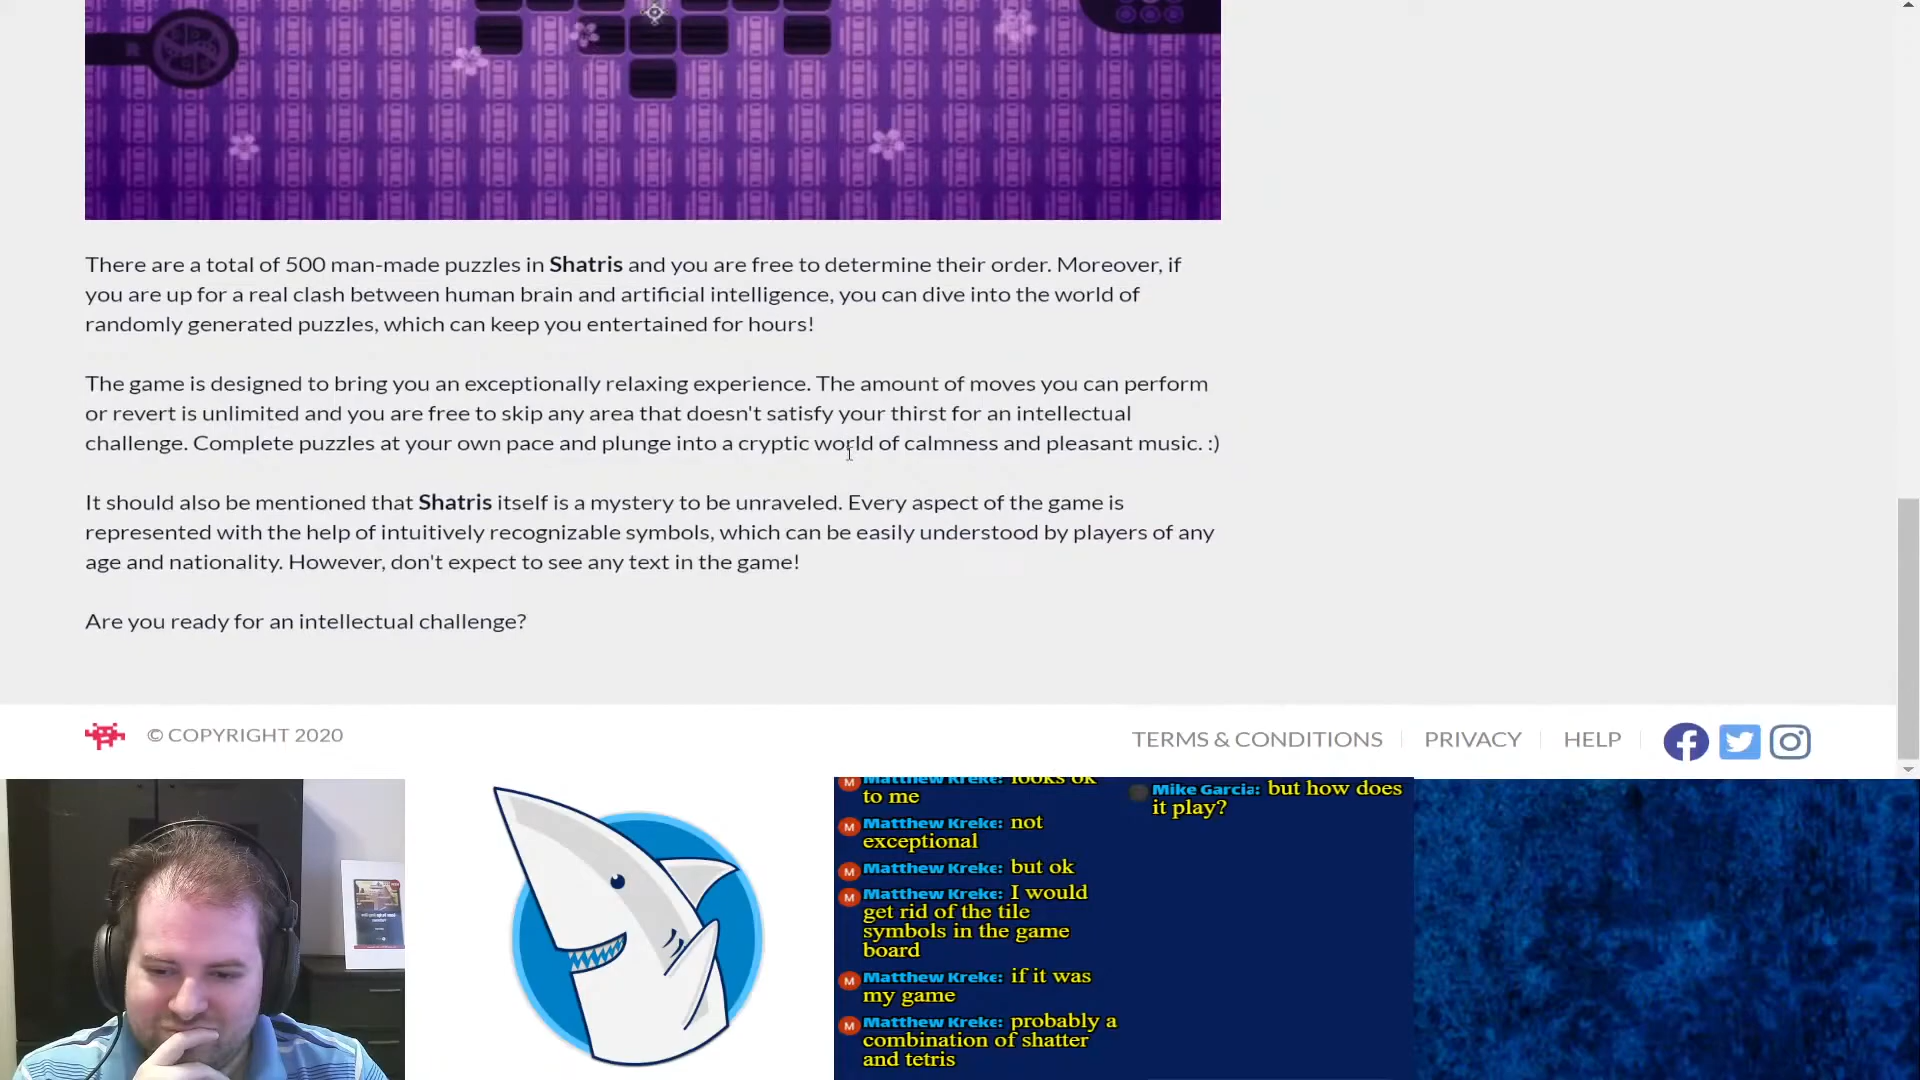 There are a total of 500 man-made puzzles in Shatris and you are free to determine their order. Moreover, if
you are up for a real clash between human brain and artificial intelligence, you can dive into the world of
randomly generated puzzles, which can keep you entertained for hours!
The game is designed to bring you an exceptionally relaxing experience. The amount of moves you can perform
or revert is unlimited and you are free to skip any area that doesn't satisfy your thirst for an intellectual
challenge. Complete puzzles at your own pace and plunge into a cryptic world of calmness and pleasant music. :)
It should also be mentioned that Shatris itself is a mystery to be unraveled. Every aspect of the game is
represented with the help of intuitively recognizable symbols, which can be easily understood by players of any
age and nationality. However, don't expect to see any text in the game!
Are you ready for an intellectual challenge?
© COPYRIGHT 2020
TERMS & CONDITIONS
PRIVACY
HELP
M Matthew Kreke: looks ok
to me
M Matthew Kreke: not
exceptional
M Matthew Kreke: but ok
M Matthew Kreke: I would
get rid of the tile
symbols in the game
board
M Matthew Kreke: if it was
my game
M Matthew Kreke: probably a
combination of shatter
and tetris
Mike Garcia: but how does
it play?
R